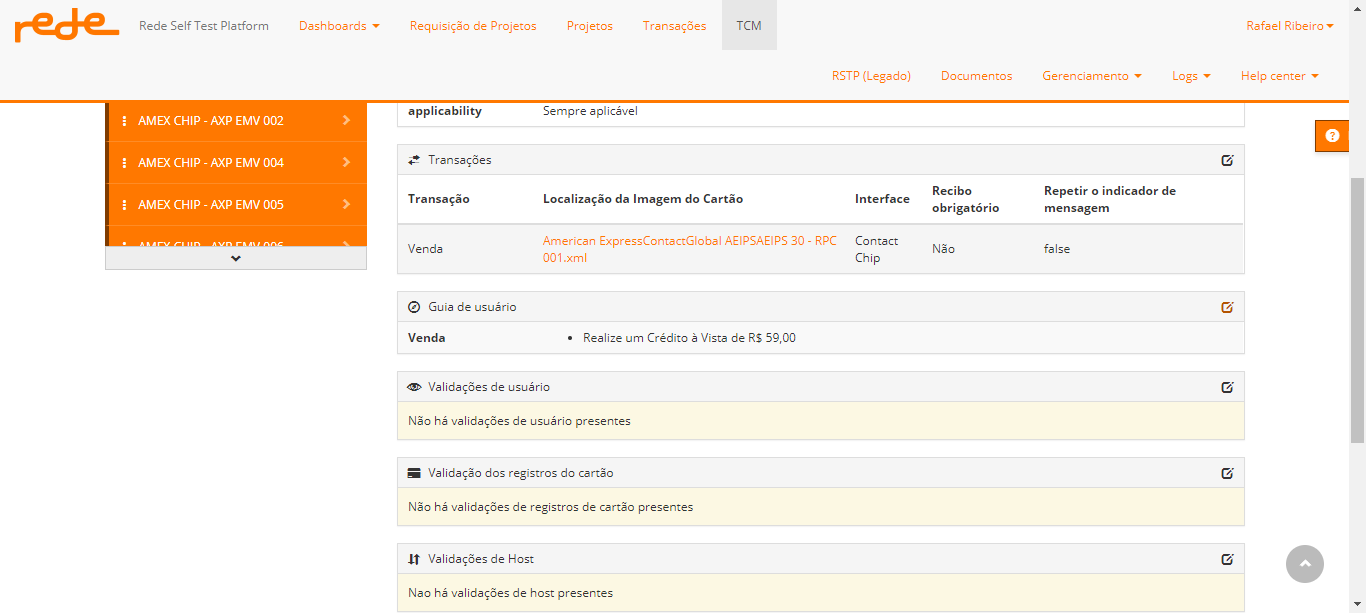 rede Rede Self Test Platform Dashboards Requisição de Projetos Projetos Transações TCM Rafael Ribeiro
RSTP (Legado) Documentos Gerenciamento Logs Help center
AMEX CHIP - AXP EMV 002
AMEX CHIP - AXP EMV 004
AMEX CHIP - AXP EMV 005
AMEX CHIP - AXP EMV 006
applicability Sempre aplicável
Transações
Transação Localização da Imagem do Cartão Interface Recibo obrigatório Repetir o indicador de mensagem
Venda American ExpressContactGlobal AEIPSAEIPS 30 - RPC 001.xml Contact Chip Não false
Guia de usuário
Venda • Realize um Crédito à Vista de R$ 59,00
Validações de usuário
Não há validações de usuário presentes
Validação dos registros do cartão
Não há validações de registros de cartão presentes
Validações de Host
Nao há validações de host presentes